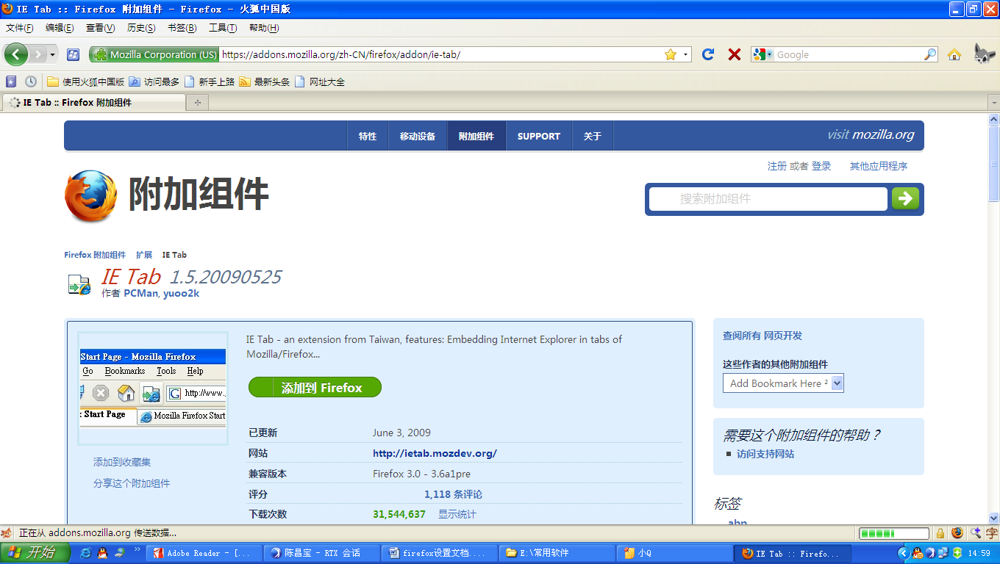 IE Tab :: Firefox 附加组件 - Firefox - 火狐中国版
文件(F) 编辑(E) 查看(V) 历史(S) 书签(B) 工具(T) 帮助(H)
Mozilla Corporation (US) https://addons.mozilla.org/zh-CN/firefox/addon/ie-tab/ Google
使用火狐中国版 访问最多 新手上路 最新头条 网址大全
IE Tab :: Firefox 附加组件
特性 移动设备 附加组件 SUPPORT 关于 visit mozilla.org
注册 或者 登录 其他应用程序
附加组件
搜索附加组件
Firefox 附加组件 扩展 IE Tab
IE Tab 1.5.20090525
作者 PCMan, yuoo2k
Start Page - Mozilla Firefox
Go Bookmarks Tools Help
http://www.
Start Page Mozilla Firefox Start
添加到收藏集
分享这个附加组件
IE Tab - an extension from Taiwan, features: Embedding Internet Explorer in tabs of
Mozilla/Firefox...
添加到 Firefox
已更新 June 3, 2009
网站 http://ietab.mozdev.org/
兼容版本 Firefox 3.0 - 3.6a1pre
评分 1,118 条评论
下载次数 31,544,637 显示统计
查阅所有 网页开发
这些作者的其他附加组件
Add Bookmark Here ²
需要这个附加组件的帮助？
访问支持网站
标签
ahn
正在从 addons.mozilla.org 传送数据... 字
开始 Adobe Reader - [... 陈昌宝 - RTX 会话 firefox设置文档.... E:\常用软件 小Q IE Tab :: Firefo... 14:59